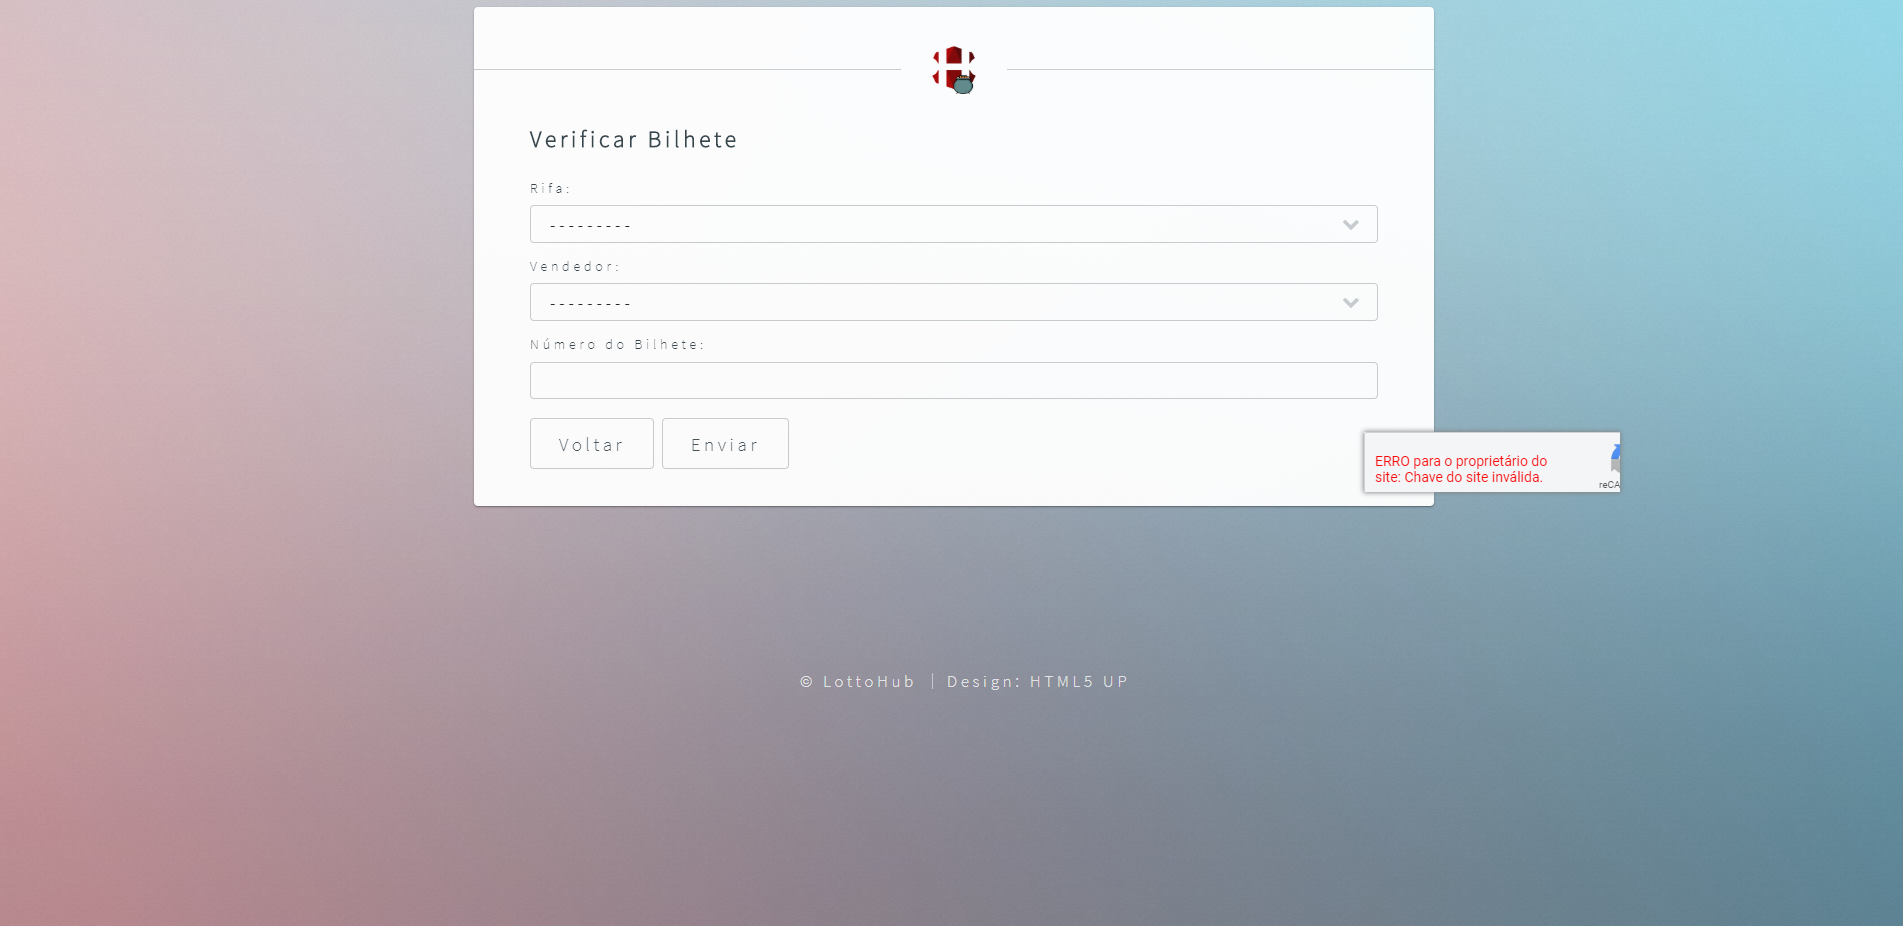 Verificar Bilhete
Rifa:
---------
Vendedor:
---------
Número do Bilhete:
Voltar
Enviar
ERRO para o proprietário do
site: Chave do site inválida.
reCA
© LottoHub
Design: HTML5 UP